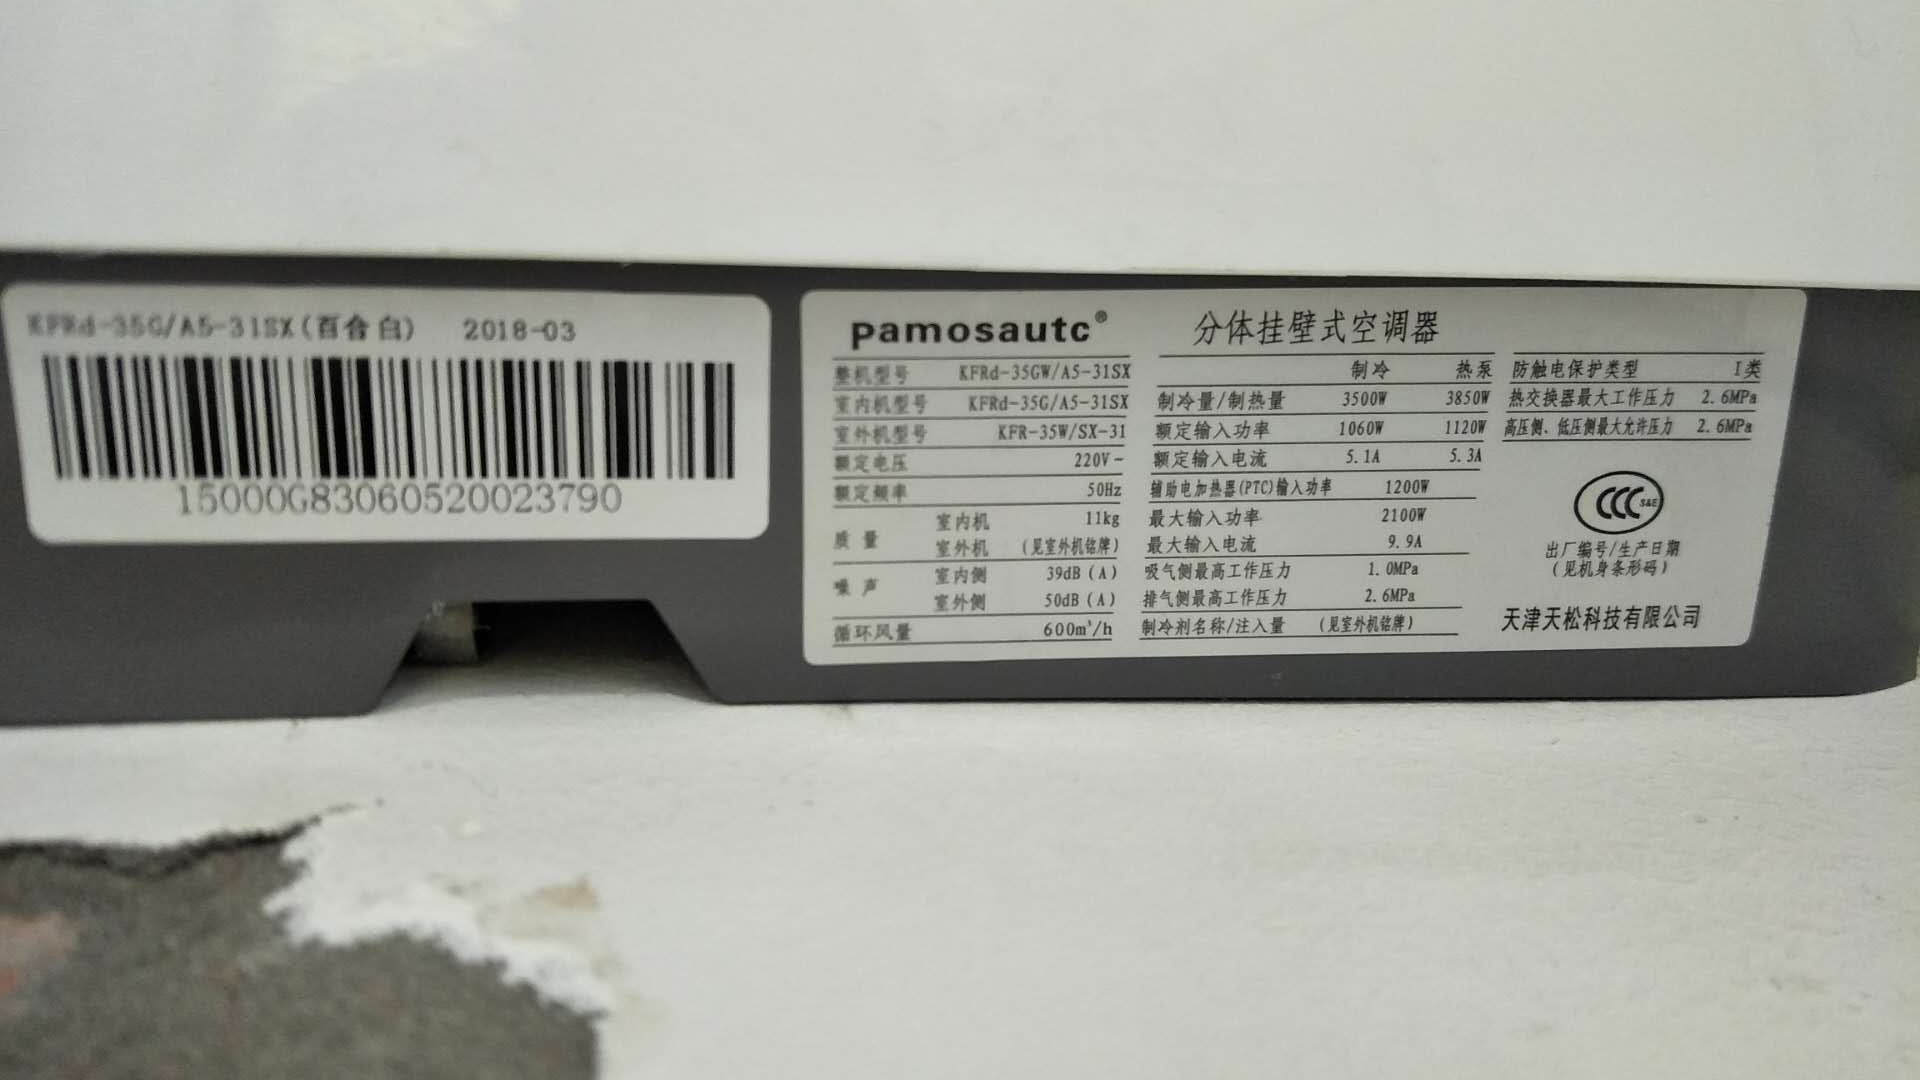 KFRd-35G/A5-31SX(百合白) 2018-03
15000G83060520023790
pamosautc®
分体挂壁式空调器
整机型号 KFRd-35GW/A5-31SX
室内机型号 KFRd-35G/A5-31SX
室外机型号 KFR-35W/SX-31
额定电压 220V~
额定频率 50Hz
质量 室内机 11kg
室外机 (见室外机铭牌)
噪声 室内侧 39dB(A)
室外侧 50dB(A)
循环风量 600m³/h
制冷 热泵
制冷量/制热量 3500W 3850W
额定输入功率 1060W 1120W
额定输入电流 5.1A 5.3A
辅助电加热器(PTC)输入功率 1200W
最大输入功率 2100W
最大输入电流 9.9A
吸气侧最高工作压力 1.0MPa
排气侧最高工作压力 2.6MPa
制冷剂名称/注入量 (见室外机铭牌)
防触电保护类型 I类
热交换器最大工作压力 2.6MPa
高压侧、低压侧最大允许压力 2.6MPa
CCC S&E
出厂编号/生产日期
(见机身条形码)
天津天松科技有限公司